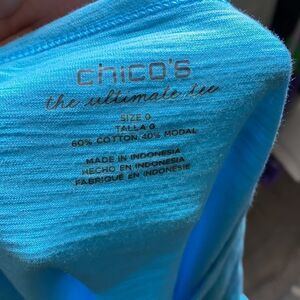 chico's
the ultimate tee
SIZE 0
TALLA 0
60% COTTON, 40% MODAL
MADE IN INDONESIA
HECHO EN INDONESIA
FABRIQUÉ EN INDONESIE